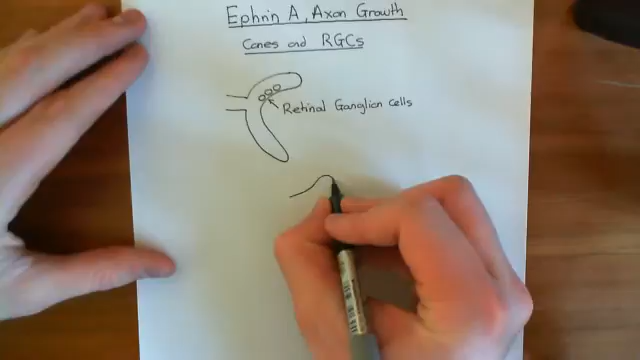 Ephrin A, Axon Growth
Cones and RGCs
Retinal Ganglion cells